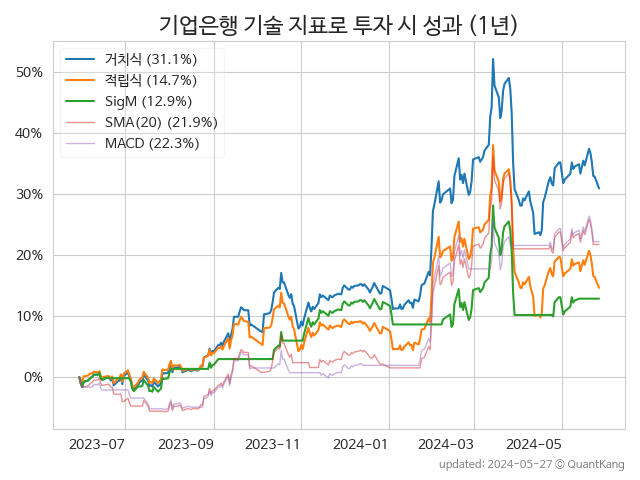 기업은행 기술 지표로 투자 시 성과 (1년)
거치식 (31.1%)
적립식 (14.7%)
SigM (12.9%)
SMA(20) (21.9%)
MACD (22.3%)
50%
40%
30%
20%
10%
0%
2023-07 2023-09 2023-11 2024-01 2024-03 2024-05
updated: 2024-05-27 © QuantKang